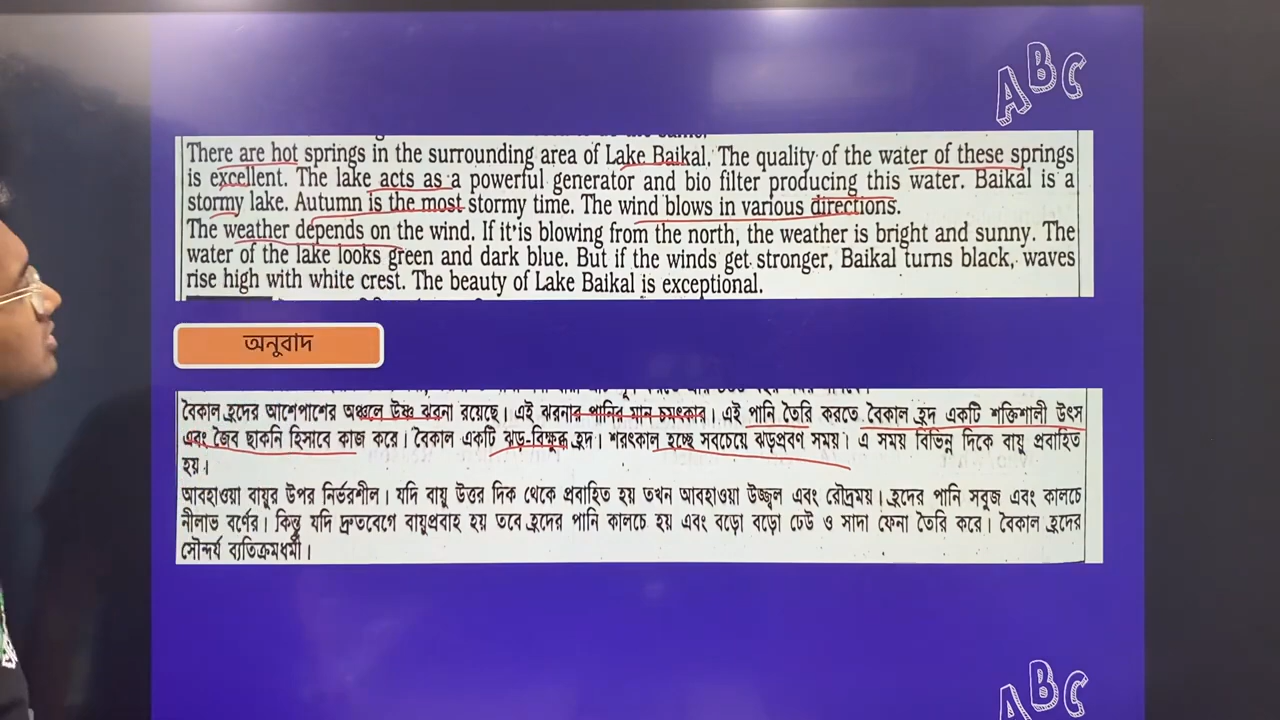 ABC
There are hot springs in the surrounding area of Lake Baikal. The quality of the water of these springs
is excellent. The lake acts as a powerful generator and bio filter producing this water. Baikal is a
stormy lake. Autumn is the most stormy time. The wind blows in various directions.
The weather depends on the wind. If it is blowing from the north, the weather is bright and sunny. The
water of the lake looks green and dark blue. But if the winds get stronger, Baikal turns black, waves
rise high with white crest. The beauty of Lake Baikal is exceptional.
অনুবাদ
বৈকাল হ্রদের আশেপাশের অঞ্চলে উষ্ণ ঝরনা রয়েছে। এই ঝরনার পানির মান চমৎকার। এই পানি তৈরি করতে বৈকাল হ্রদ একটি শক্তিশালী উৎস
এবং জৈব ছাকনি হিসাবে কাজ করে। বৈকাল একটি ঝড়-বিক্ষুব্ধ হ্রদ। শরৎকাল হচ্ছে সবচেয়ে ঝড়প্রবণ সময়। এ সময় বিভিন্ন দিকে বায়ু প্রবাহিত
হয়।
আবহাওয়া বায়ুর উপর নির্ভরশীল। যদি বায়ু উত্তর দিক থেকে প্রবাহিত হয় তখন আবহাওয়া উজ্জ্বল এবং রৌদ্রময়। হ্রদের পানি সবুজ এবং কালচে
নীলাভ বর্ণের। কিন্তু যদি দ্রুতবেগে বায়ুপ্রবাহ হয় তবে হ্রদের পানি কালচে হয় এবং বড়ো বড়ো ঢেউ ও সাদা ফেনা তৈরি করে। বৈকাল হ্রদের
সৌন্দর্য ব্যতিক্রমধর্মী।
ABC